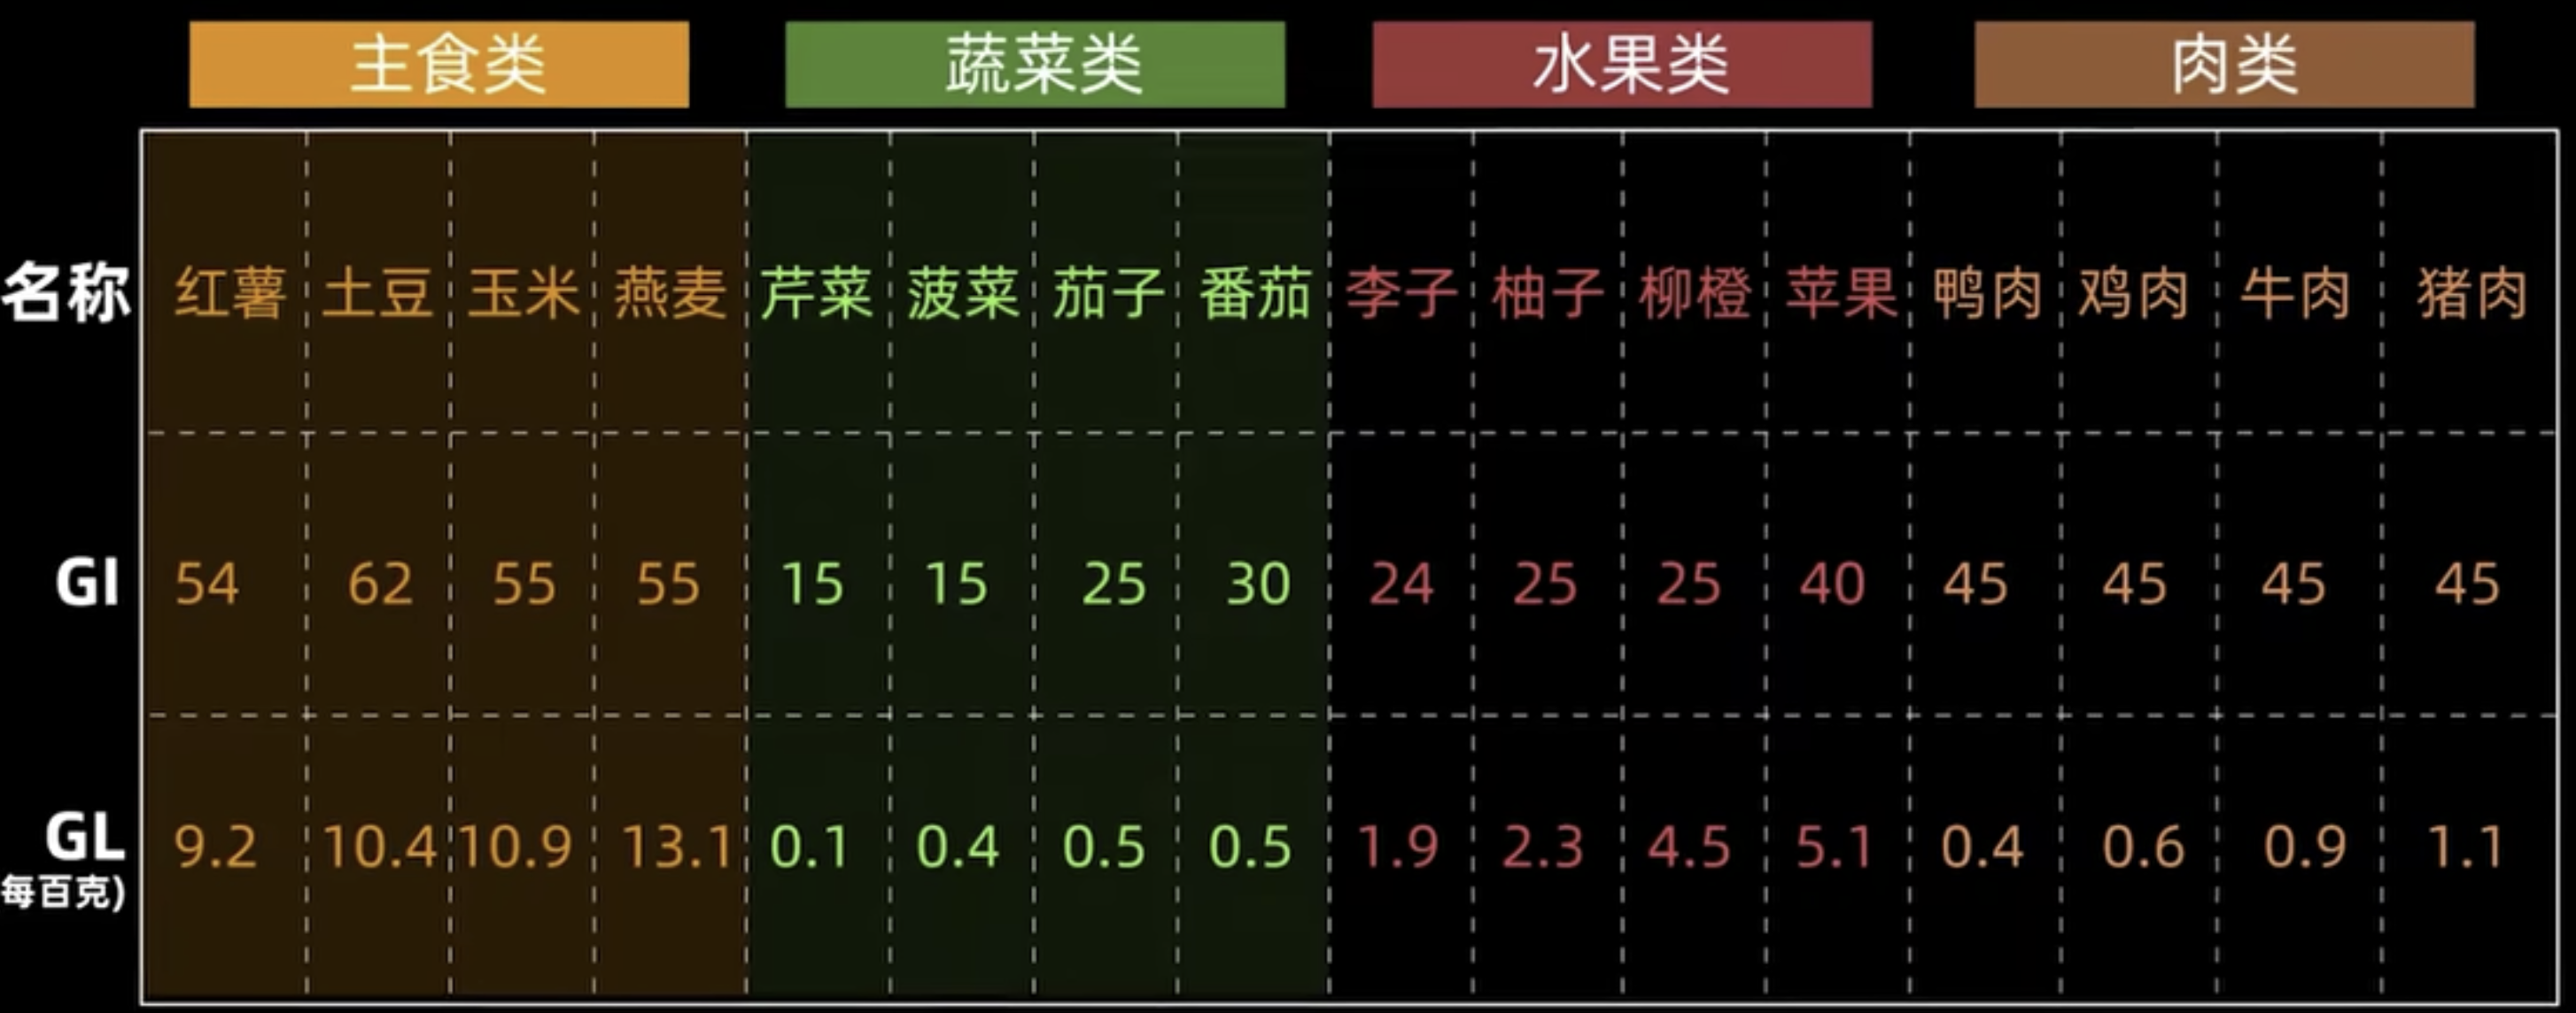 主食类 蔬菜类 水果类 肉类
名称 红薯 土豆 玉米 燕麦 芹菜 菠菜 茄子 番茄 李子 柚子 柳橙 苹果 鸭肉 鸡肉 牛肉 猪肉
GI 54 62 55 55 15 15 25 30 24 25 25 40 45 45 45 45
GL 9.2 10.4 10.9 13.1 0.1 0.4 0.5 0.5 1.9 2.3 4.5 5.1 0.4 0.6 0.9 1.1
每百克)